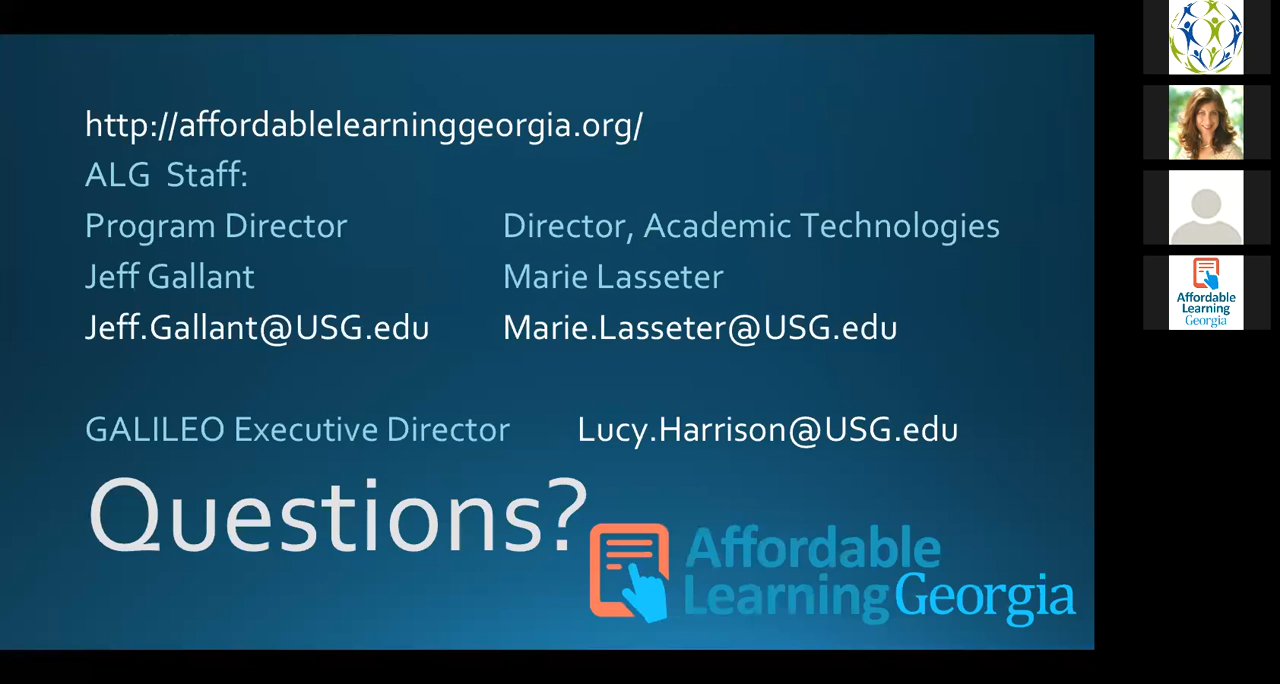 http://affordablelearninggeorgia.org/
ALG Staff:
Program Director Director, Academic Technologies
Jeff Gallant Marie Lasseter
Jeff.Gallant@USG.edu Marie.Lasseter@USG.edu
GALILEO Executive Director Lucy.Harrison@USG.edu
Questions?
Affordable
Learning Georgia
Affordable
Learning
Georgia